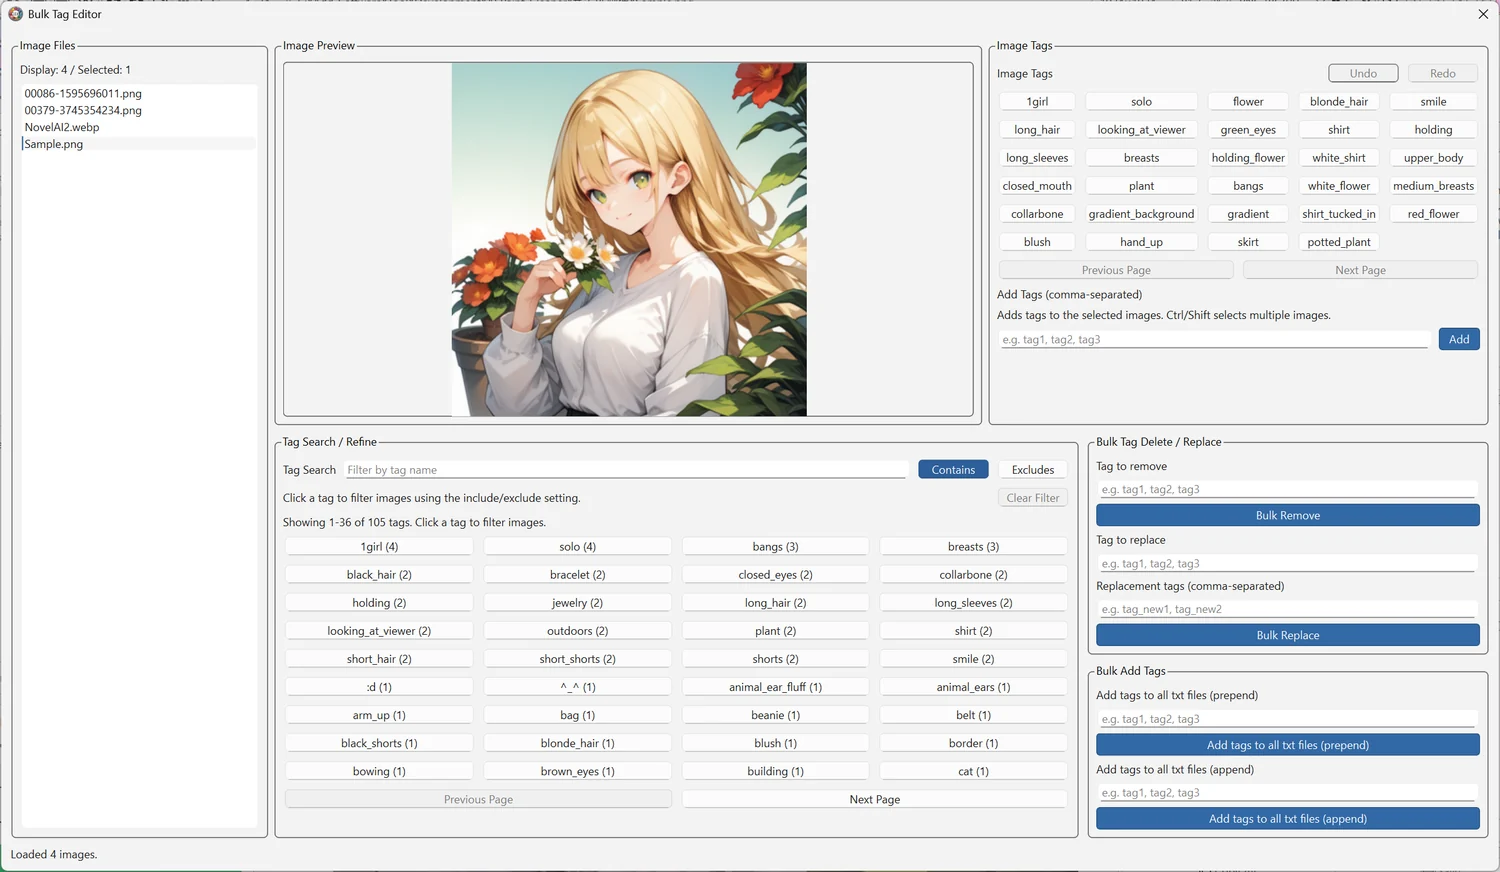 Bulk Tag Editor
Image Files
Display: 4 / Selected: 1
00086-1595696011.png
00379-3745354234.png
NovelAI2.webp
Sample.png
Image Preview
Image Tags
Image Tags Undo Redo
1girl solo flower blonde_hair smile
long_hair looking_at_viewer green_eyes shirt holding
long_sleeves breasts holding_flower white_shirt upper_body
closed_mouth plant bangs white_flower medium_breasts
collarbone gradient_background gradient shirt_tucked_in red_flower
blush hand_up skirt potted_plant
Previous Page Next Page
Add Tags (comma-separated)
Adds tags to the selected images. Ctrl/Shift selects multiple images.
e.g. tag1, tag2, tag3 Add
Tag Search / Refine
Tag Search Filter by tag name Contains Excludes
Click a tag to filter images using the include/exclude setting. Clear Filter
Showing 1-36 of 105 tags. Click a tag to filter images.
1girl (4) solo (4) bangs (3) breasts (3)
black_hair (2) bracelet (2) closed_eyes (2) collarbone (2)
holding (2) jewelry (2) long_hair (2) long_sleeves (2)
looking_at_viewer (2) outdoors (2) plant (2) shirt (2)
short_hair (2) short_shorts (2) shorts (2) smile (2)
:d (1) ^_^ (1) animal_ear_fluff (1) animal_ears (1)
arm_up (1) bag (1) beanie (1) belt (1)
black_shorts (1) blonde_hair (1) blush (1) border (1)
bowing (1) brown_eyes (1) building (1) cat (1)
Previous Page Next Page
Bulk Tag Delete / Replace
Tag to remove
e.g. tag1, tag2, tag3
Bulk Remove
Tag to replace
e.g. tag1, tag2, tag3
Replacement tags (comma-separated)
e.g. tag_new1, tag_new2
Bulk Replace
Bulk Add Tags
Add tags to all txt files (prepend)
e.g. tag1, tag2, tag3
Add tags to all txt files (prepend)
Add tags to all txt files (append)
e.g. tag1, tag2, tag3
Add tags to all txt files (append)
Loaded 4 images.